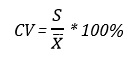 CV = S / X̄ * 100%